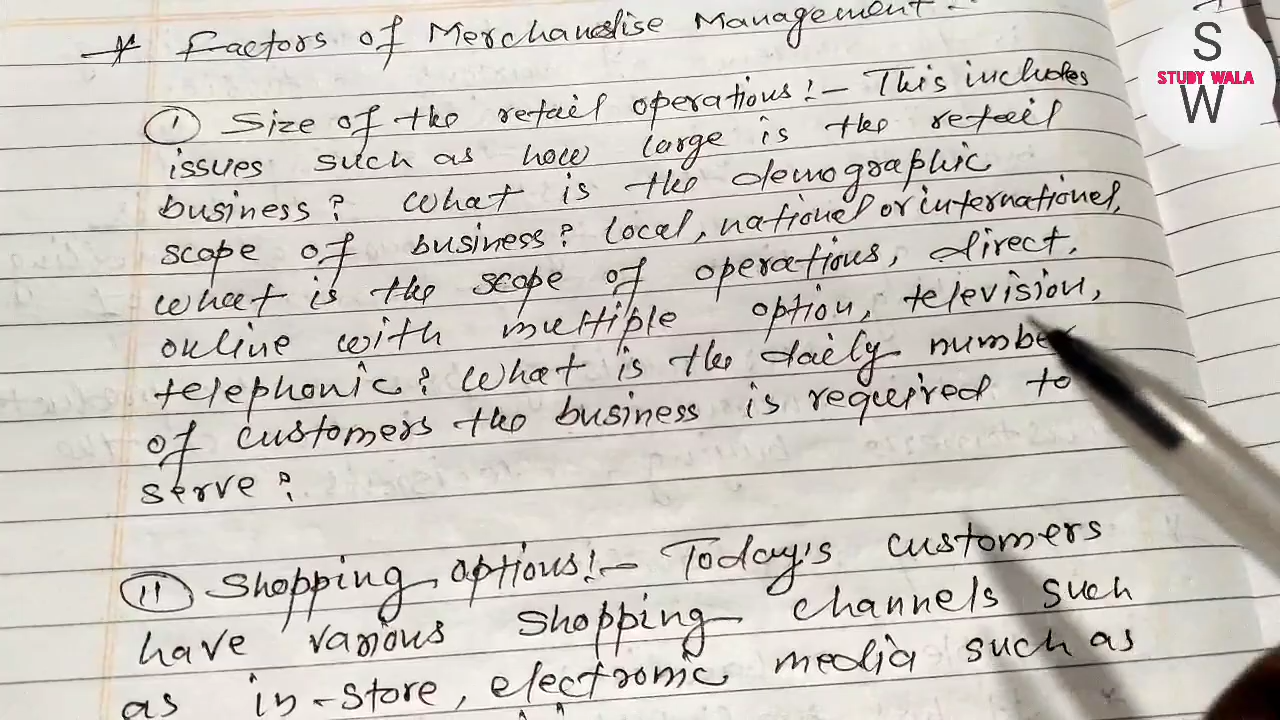 * Factors of Merchandise Management :-
S
STUDY WALA
W
(I) Size of the retail operations :- This includes
issues such as how large is the retail
business? What is the demographic
scope of business? local, national or international,
what is the scope of operations, direct,
online with multiple option, television,
telephonic? What is the daily number
of customers the business is required to
serve?
(II) Shopping options :- Today's customers
have various shopping channels such
as in-store, electronic media such as